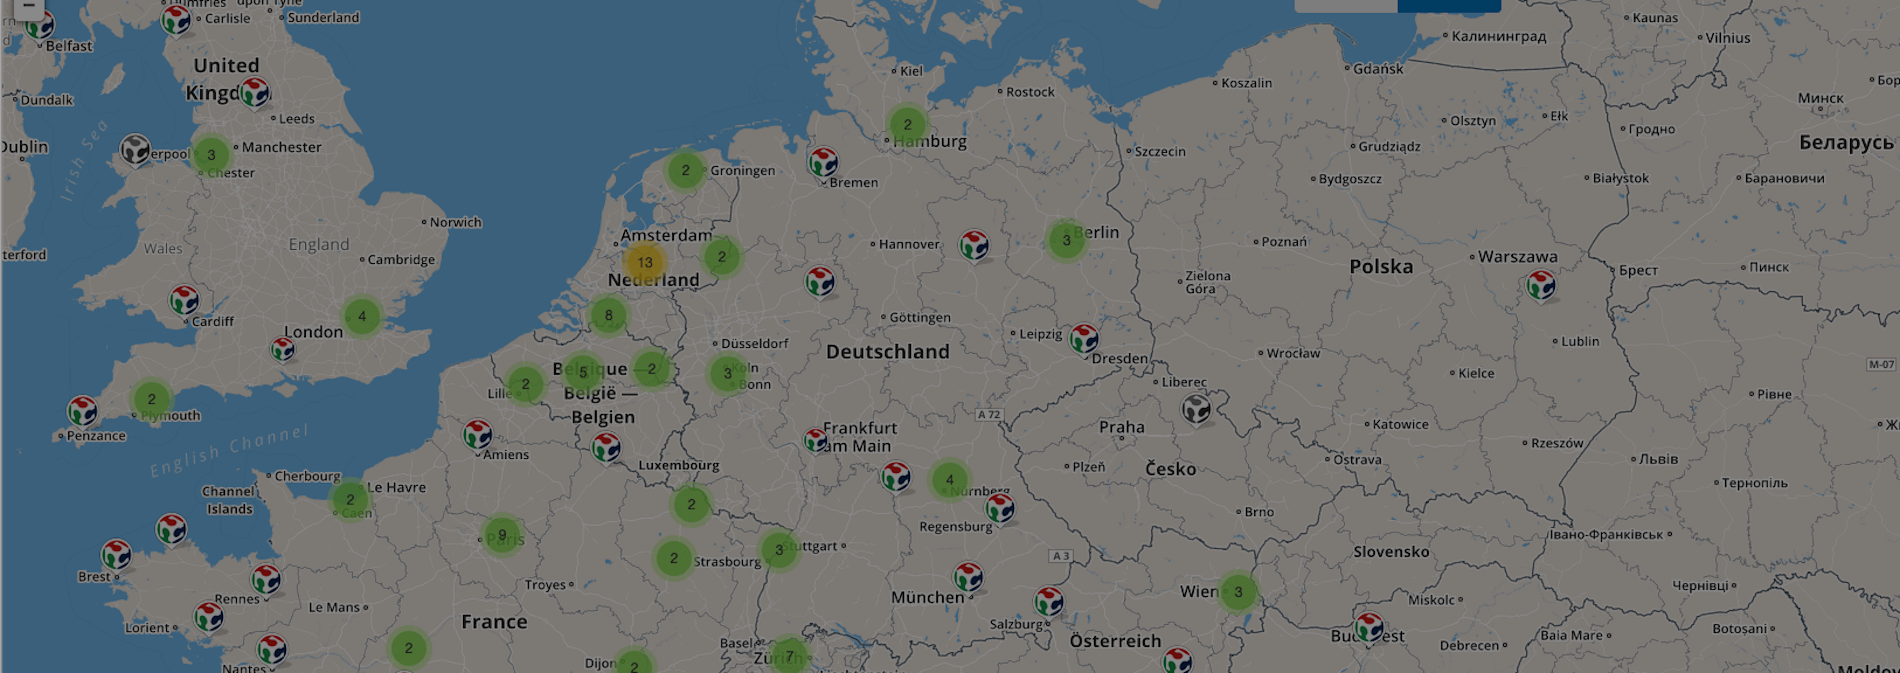 Dumfries
upon Tyne
Carlisle
Sunderland
Belfast
United
Leeds
Dundalk
Irish Sea
Manchester
3
Chester
Dublin
Norwich
Wales
England
Cambridge
Cardiff
4
London
2
Plymouth
Penzance
English Channel
Cherbourg
Channel
Islands
Le Havre
2
Caen
Amiens
9
Paris
Brest
Rennes
Lorient
Nantes
Le Mans
Troyes
France
2
Dijon
2
Kiel
Rostock
2
Hamburg
2
Groningen
Bremen
Amsterdam
13
Nederland
2
Hannover
3
Berlin
8
Göttingen
Düsseldorf
Deutschland
Leipzig
Dresden
Belgique —
België —
Belgien
5
2
2
Lille
3
Köln
Bonn
Frankfurt
am Main
A 72
Luxembourg
2
4
Nürnberg
Regensburg
2
Strasbourg
3
Stuttgart
A 3
München
Salzburg
Basel
Zürich
7
Österreich
Wien
3
Liberec
Praha
Plzeň
Česko
Brno
Ostrava
Slovensko
Budapest
Miskolc
Debrecen
Koszalin
Gdańsk
Калининград
Kaunas
Vilnius
Szczecin
Olsztyn
Ełk
Grudziądz
Bydgoszcz
Białystok
Гродно
Минск
Беларусь
Барановичи
Poznań
Polska
Warszawa
Брест
Пинск
Zielona
Góra
Wrocław
Lublin
Kielce
M-07
Рівне
Katowice
Rzeszów
Львів
Тернопіль
Івано-Франківськ
Чернівці
Baia Mare
Botoșani